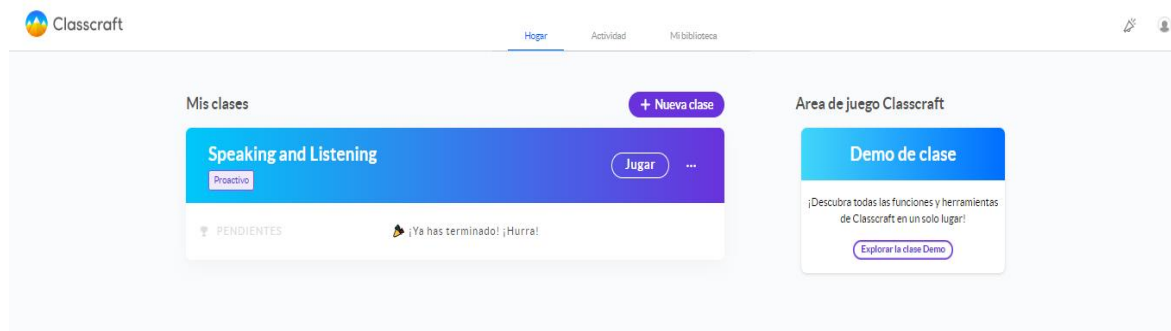 Classcraft
Hogar Actividad Mi biblioteca
Mis clases
+ Nueva clase
Speaking and Listening
Proactivo
Jugar ...
PENDIENTES
¡Ya has terminado! ¡Hurra!
Area de juego Classcraft
Demo de clase
¡Descubra todas las funciones y herramientas
de Classcraft en un solo lugar!
Explorar la clase Demo